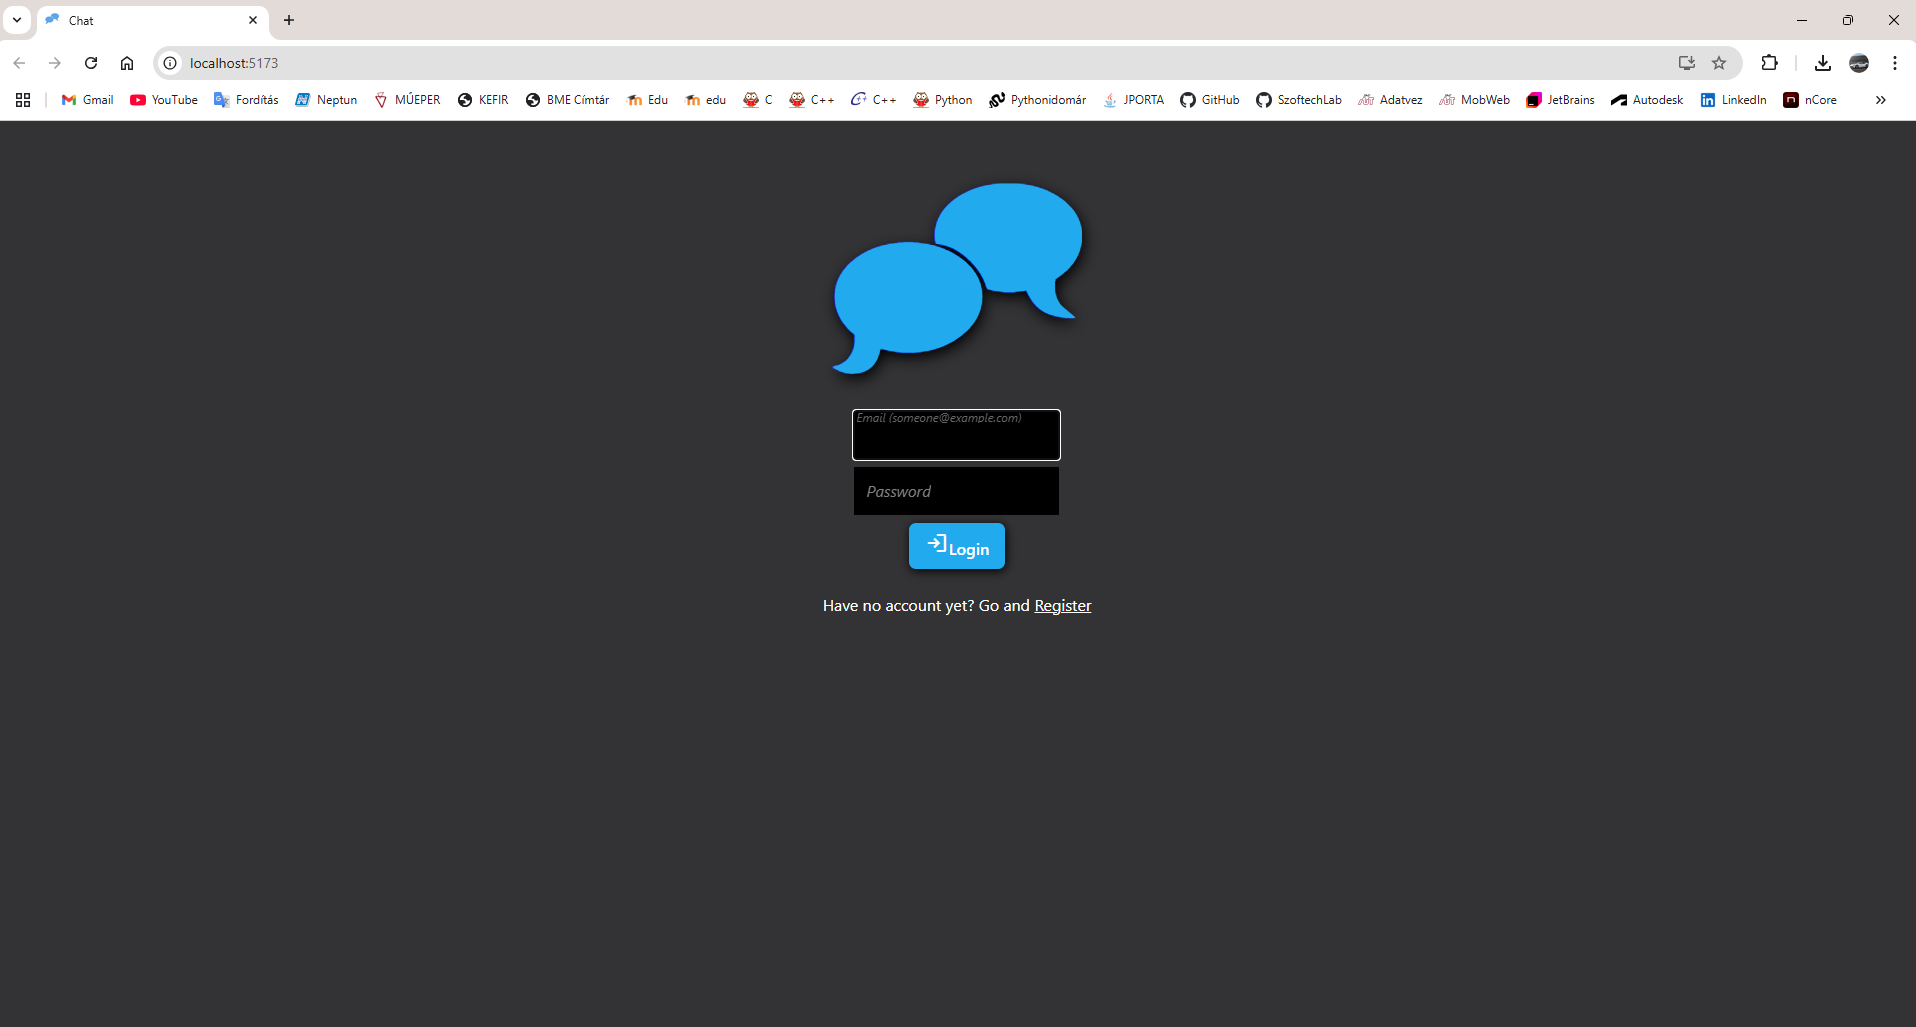 Chat
localhost:5173
Gmail YouTube Fordítás Neptun MŰEPER KEFIR BME Címtár Edu edu C C++ C++ Python Pythonidomár JPORTA GitHub SzoftechLab Adatvez MobWeb JetBrains Autodesk LinkedIn nCore
Email (someone@example.com)
Password
Login
Have no account yet? Go and Register